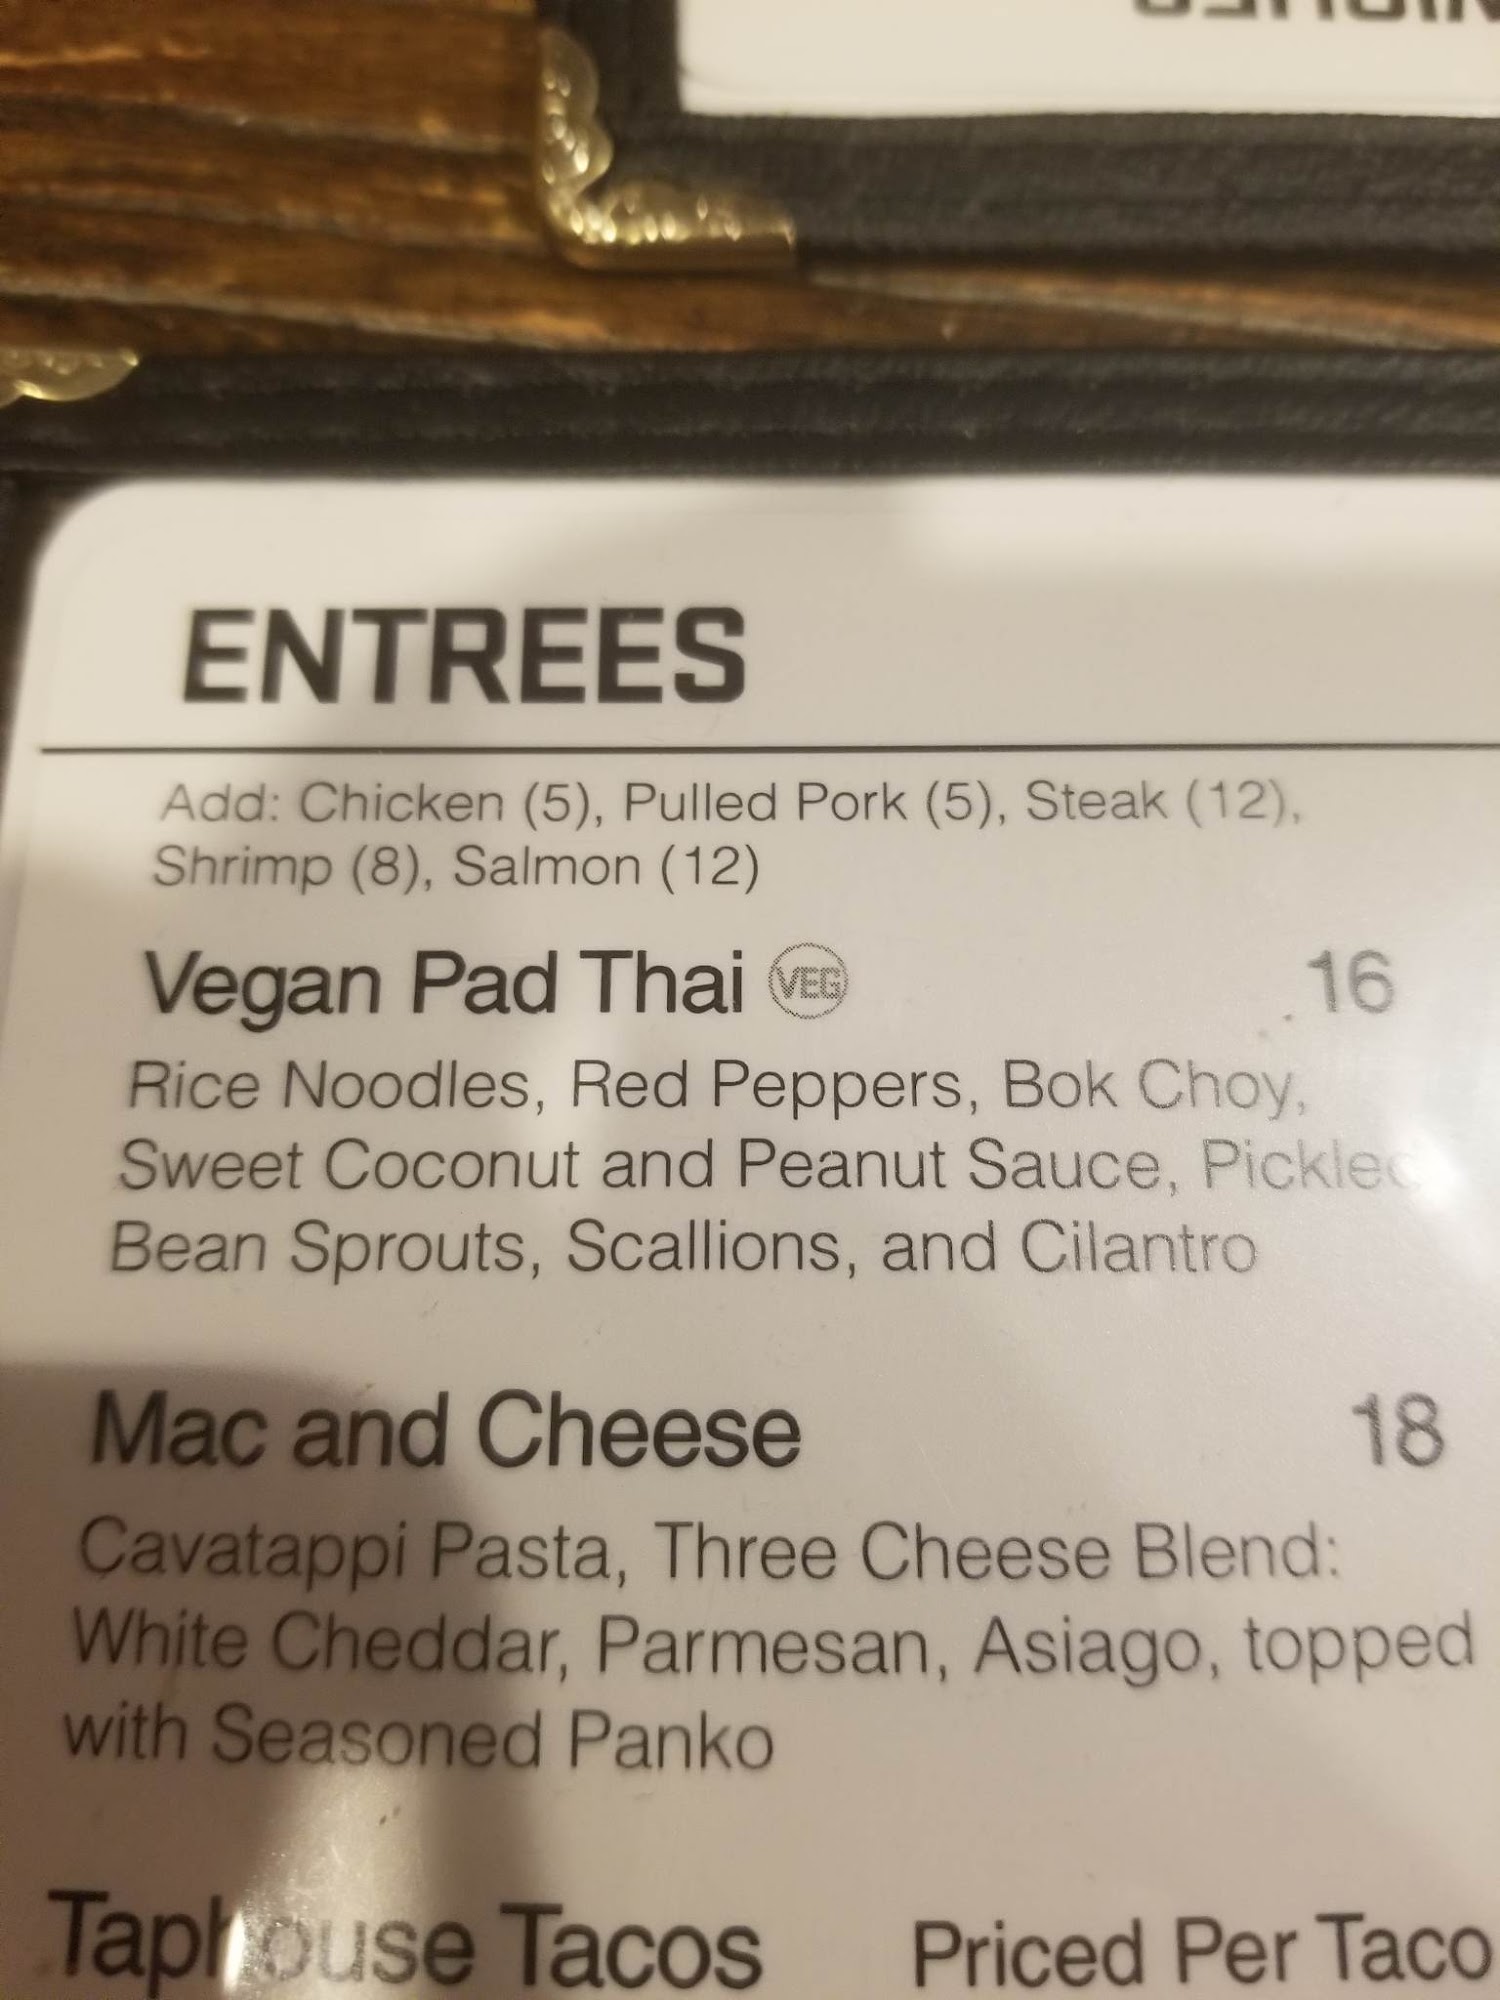 ENTREES
Add: Chicken (5), Pulled Pork (5), Steak (12),
Shrimp (8), Salmon (12)
Vegan Pad Thai VEG 16
Rice Noodles, Red Peppers, Bok Choy,
Sweet Coconut and Peanut Sauce, Pickled
Bean Sprouts, Scallions, and Cilantro
Mac and Cheese 18
Cavatappi Pasta, Three Cheese Blend:
White Cheddar, Parmesan, Asiago, topped
with Seasoned Panko
Taphouse Tacos Priced Per Taco